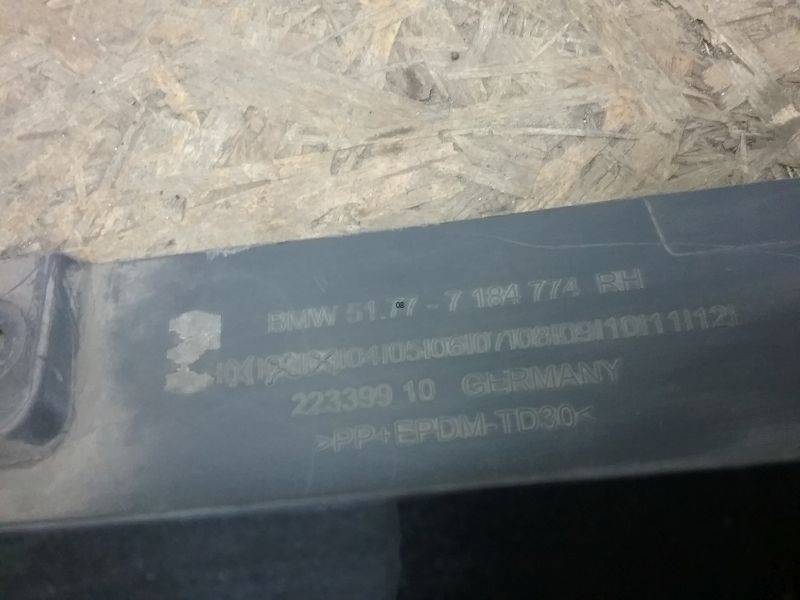 BMW 51.77 - 7 184 774 RH
08
|04|05|06|07|08|09|10|11|12|
223399 10 GERMANY
>PP+EPDM-TD30<